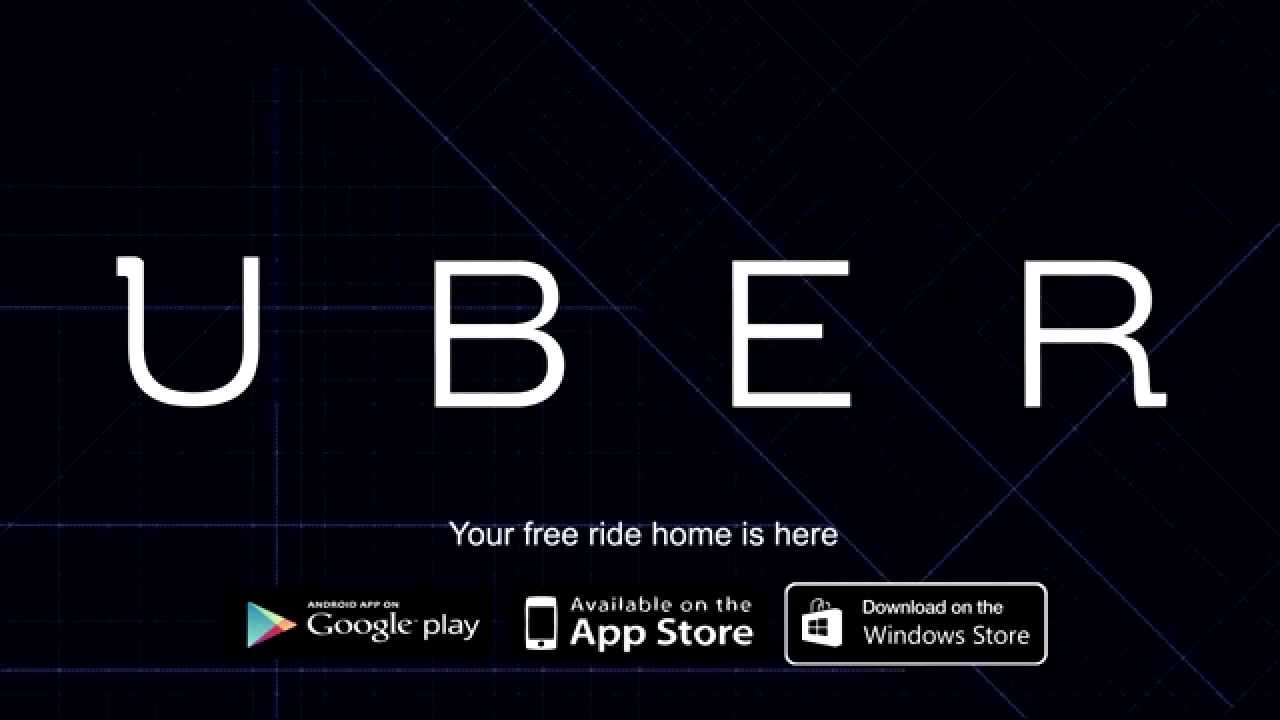 UBER
Your free ride home is here
ANDROID APP ON
Google play
Available on the
App Store
Download on the
Windows Store